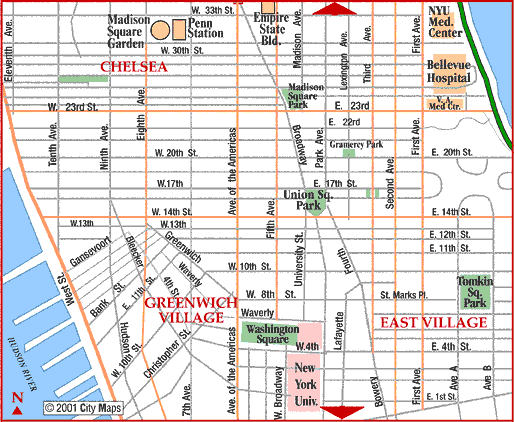 W. 33th St.
Madison
Square
Garden
Penn
Station
Empire
State
Bld.
NYU
Med.
Center
Eleventh Ave.
W. 30th St.
Madison Ave.
Lexington Ave.
Third Ave.
First Ave.
CHELSEA
Bellevue
Hospital
Madison
Square
Park
V. A.
Med Ctr.
W. 23rd St.
E. 23rd
E. 22rd
Tenth Ave.
Ninth Ave.
Eighth Ave.
Broadway
Park Ave.
Gramercy Park
First Ave.
W. 20th St.
E. 20th St.
W.17th
E. 17th St.
Second Ave.
Ave. of the Americas
Union Sq.
Park
Fifth Ave.
W. 14th St.
E. 14th St.
W.13th
W.13th
E. 12th St.
E. 11th St.
Gansevoort
Bleecker
Greenwich
Waverly
University St.
Fourth
W. 10th St.
West St.
Bank St.
E. 11th St.
4th St.
W. 8th St.
St. Marks Pl.
Tomkin
Sq.
Park
GREENWICH
VILLAGE
Waverly
Washington
Square
EAST VILLAGE
Hudson
W. 10th St.
Christopher St.
W.4th
Lafayette
E. 4th St.
HUDSON RIVER
New
York
Univ.
7th Ave.
Ave. of the Americas
W. Broadway
Bowery
First Ave.
Ave A
Ave B
E. 1st St.
N
© 2001 City Maps